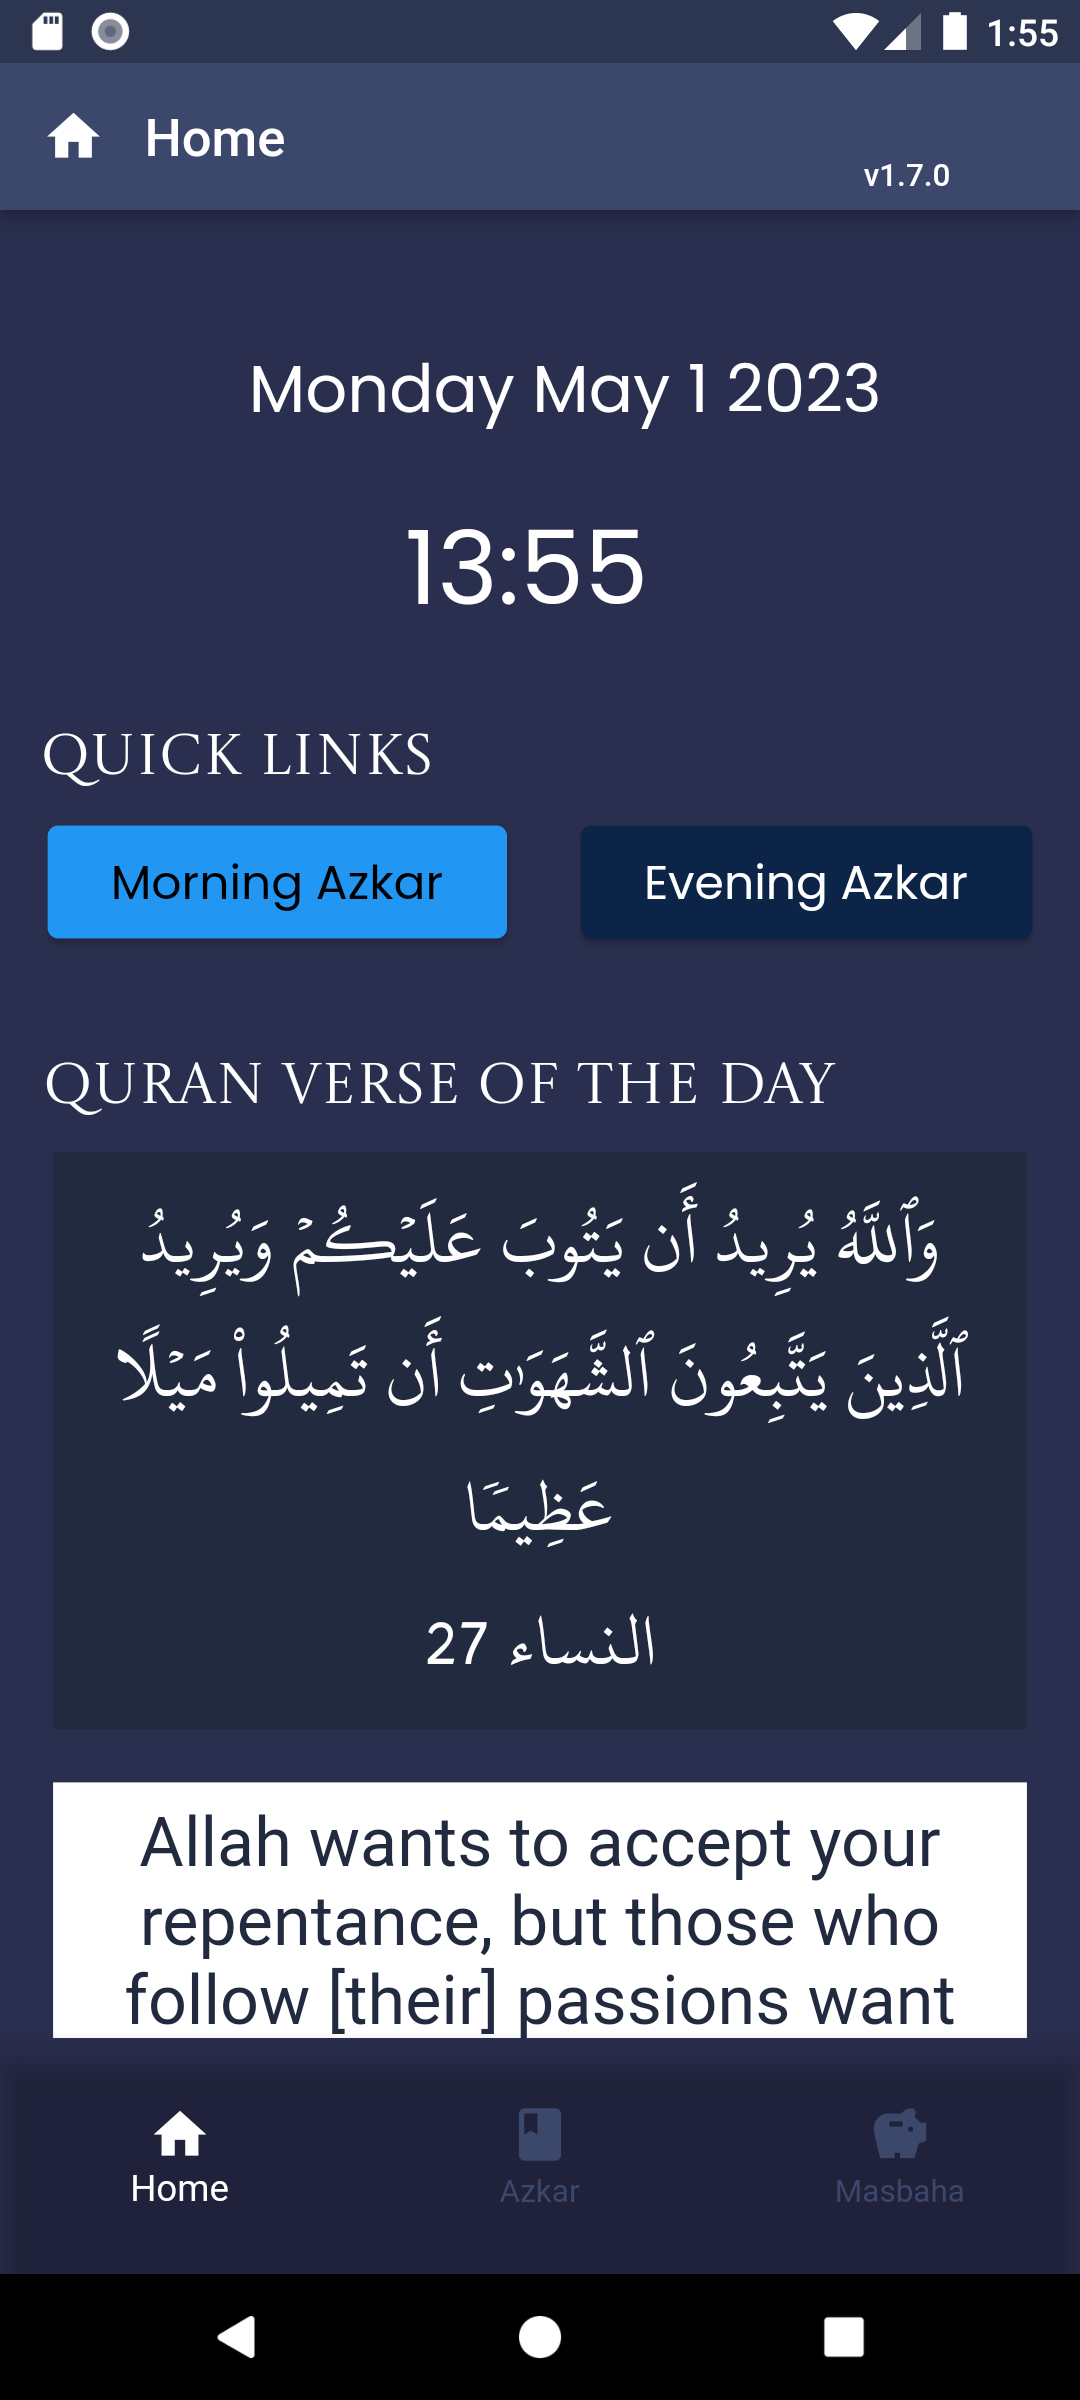 1:55
Home
v1.7.0
Monday May 1 2023
13:55
QUICK LINKS
Morning Azkar
Evening Azkar
QURAN VERSE OF THE DAY
وَٱللَّهُ يُرِيدُ أَن يَتُوبَ عَلَيۡكُمۡ وَيُرِيدُ
ٱلَّذِينَ يَتَّبِعُونَ ٱلشَّهَوَٰتِ أَن تَمِيلُواْ مَيۡلًا
عَظِيمٗا
النساء 27
Allah wants to accept your
repentance, but those who
follow [their] passions want
Home
Azkar
Masbaha